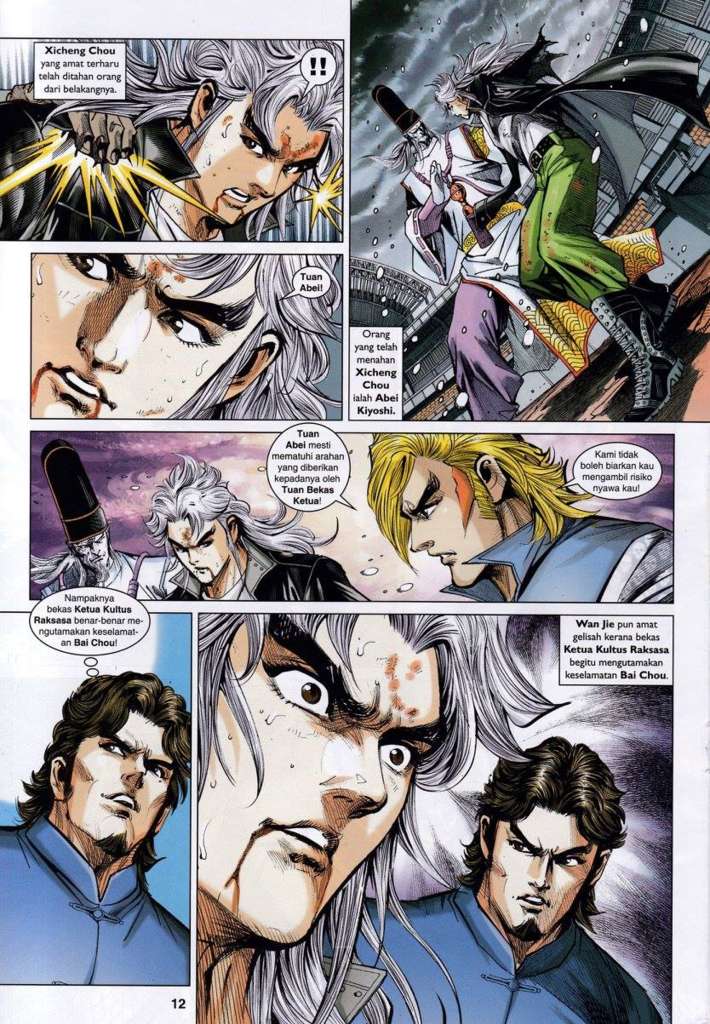 Xicheng Chou
yang amat terharu
telah ditahan orang
dari belakangnya.
!!
Orang
yang telah
menahan
Xicheng
Chou
ialah Abei
Kiyoshi.
Tuan
Abei!
Tuan
Abei mesti
mematuhi arahan
yang diberikan
kepadanya oleh
Tuan Bekas
Ketua!
Kami tidak
boleh biarkan kau
mengambil risiko
nyawa kau!
Nampaknya
bekas Ketua Kultus
Raksasa benar-benar me-
ngutamakan keselamat-
an Bai Chou!
Wan Jie pun amat
gelisah kerana bekas
Ketua Kultus Raksasa
begitu mengutamakan
keselamatan Bai Chou.
12